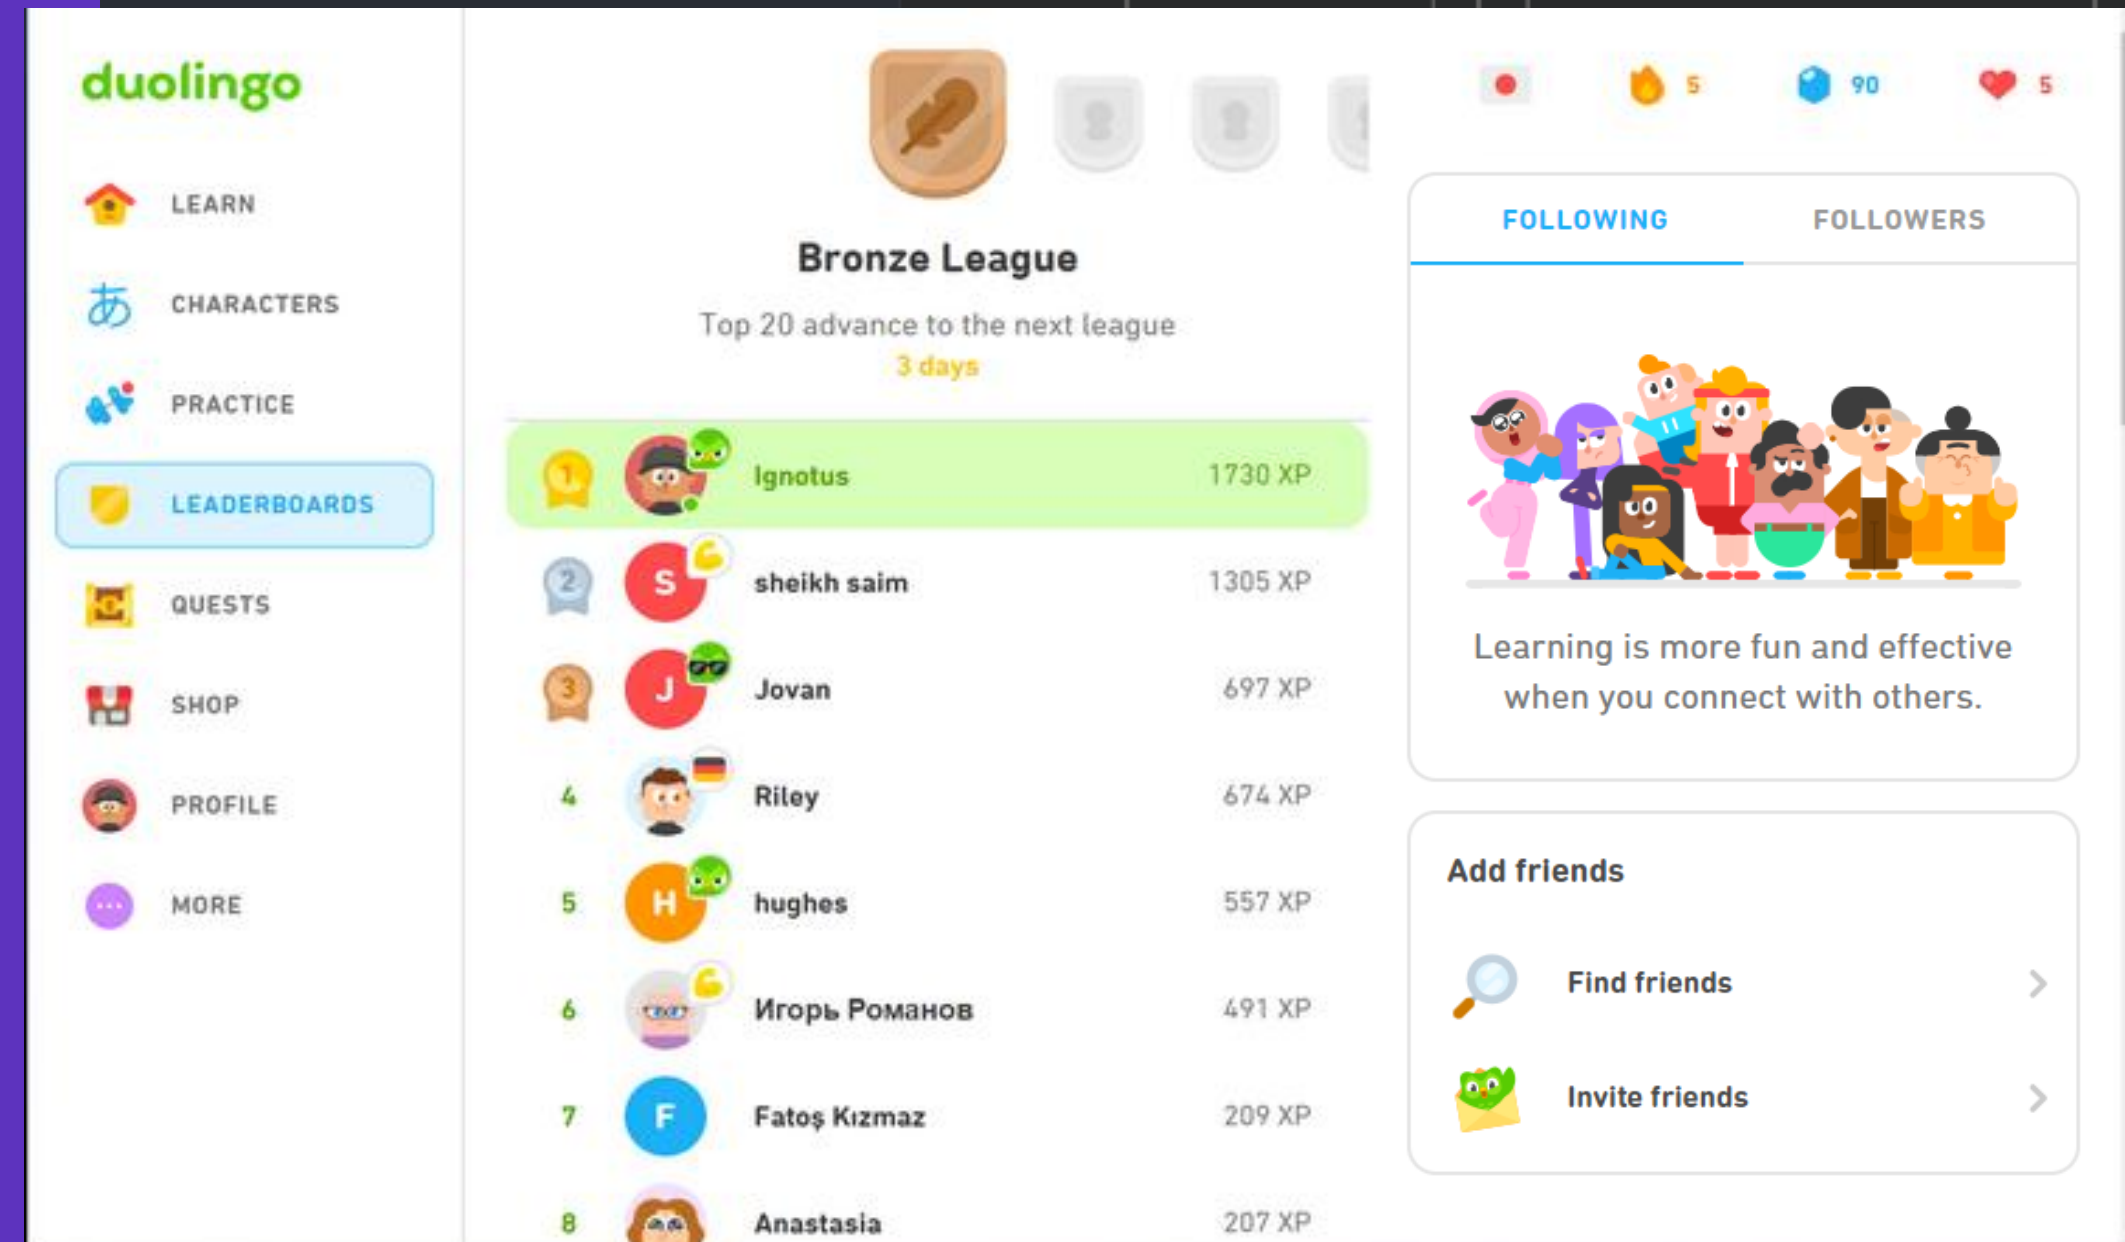 duolingo
LEARN
あ CHARACTERS
PRACTICE
LEADERBOARDS
QUESTS
SHOP
PROFILE
MORE
Bronze League
Top 20 advance to the next league
3 days
1 Ignotus 1730 XP
2 S sheikh saim 1305 XP
3 J Jovan 697 XP
4 Riley 674 XP
5 H hughes 557 XP
6 Игорь Романов 491 XP
7 F Fatoş Kızmaz 209 XP
8 Anastasia 207 XP
5 90 5
FOLLOWING FOLLOWERS
Learning is more fun and effective
when you connect with others.
Add friends
Find friends
Invite friends